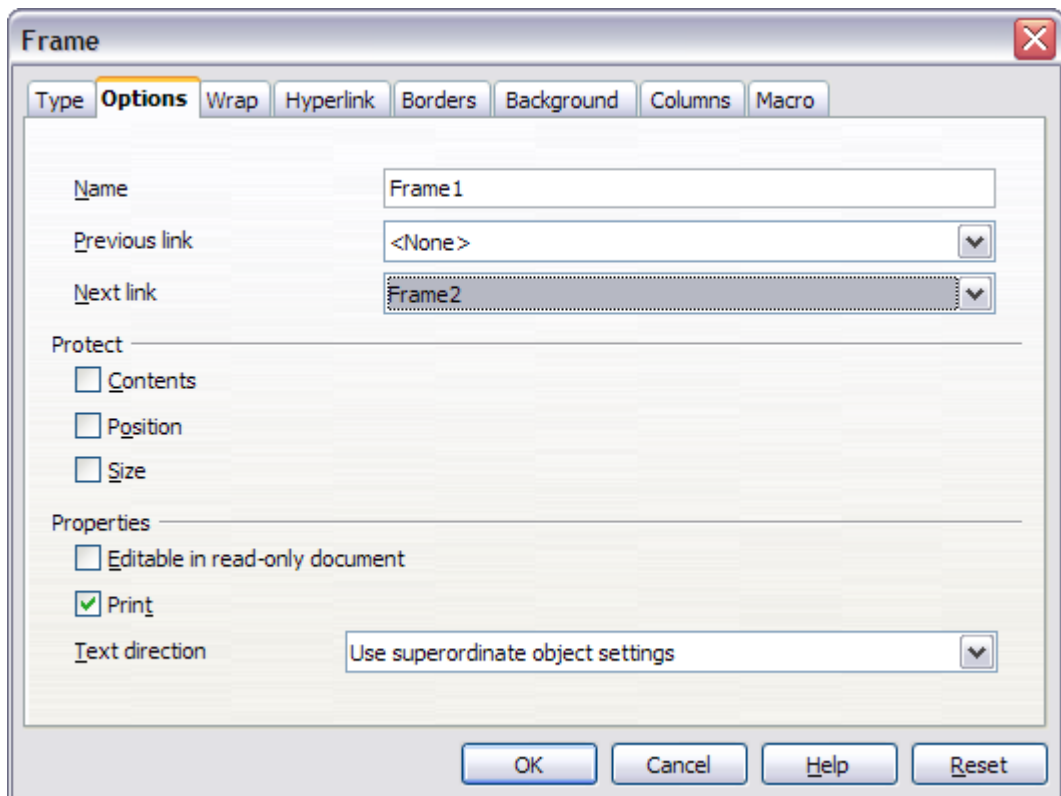 Frame
Type Options Wrap Hyperlink Borders Background Columns Macro
Name Frame1
Previous link <None>
Next link Frame2
Protect
Contents
Position
Size
Properties
Editable in read-only document
Print
Text direction Use superordinate object settings
OK Cancel Help Reset